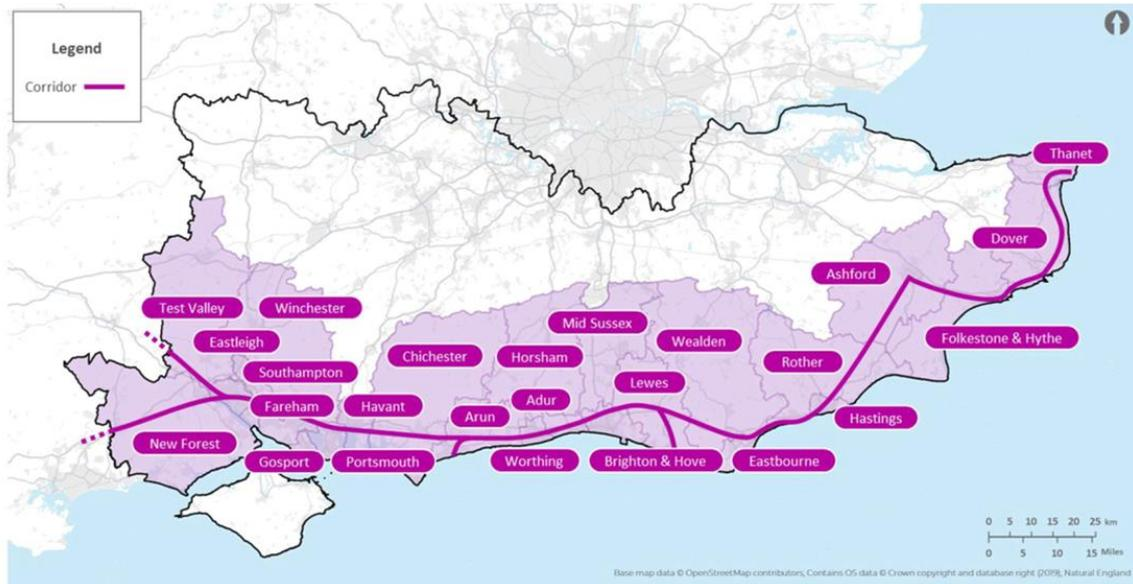 Legend
Corridor
Thanet
Dover
Ashford
Test Valley
Winchester
Mid Sussex
Folkestone & Hythe
Eastleigh
Wealden
Chichester
Horsham
Rother
Southampton
Lewes
Fareham
Havant
Adur
Arun
Hastings
New Forest
Gosport
Portsmouth
Worthing
Brighton & Hove
Eastbourne
0 5 10 15 20 25 km
0 5 10 15 Miles
Base map data © OpenStreetMap contributors, Contains OS data © Crown copyright and database right (2019), Natural England